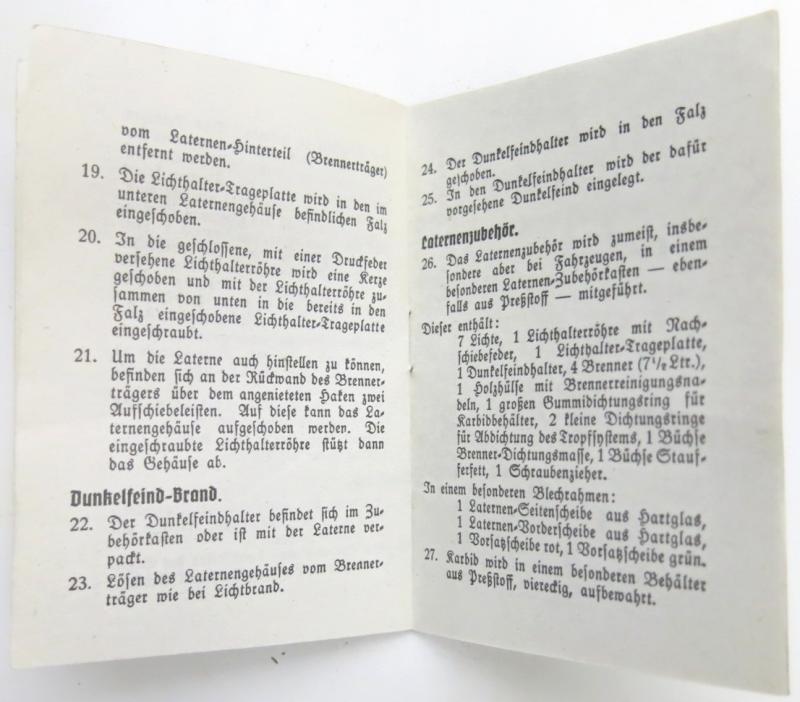 vom Laternen-Hinterteil (Brennerträger)
entfernt werden.
19. Die Lichthalter-Trageplatte wird in den im
unteren Laternengehäuse befindlichen Falz
eingeschoben.
20. In die geschlossene, mit einer Druckfeder
versehene Lichthalterröhre wird eine Kerze
geschoben und mit der Lichthalterröhre zu-
sammen von unten in die bereits in den
Falz eingeschobene Lichthalter-Trageplatte
eingeschraubt.
21. Um die Laterne auch hinstellen zu können,
befinden sich an der Rückwand des Brenner-
trägers über dem angenieteten Haken zwei
Aufschiebeleisten. Auf diese kann das La-
ternengehäuse aufgeschoben werden. Die
eingeschraubte Lichthalterröhre stützt dann
das Gehäuse ab.
Dunkelfeind-Brand.
22. Der Dunkelfeindhalter befindet sich im Zu-
behörkasten oder ist mit der Laterne ver-
packt.
23. Lösen des Laternengehäuses vom Brenner-
träger wie bei Lichtbrand.
24. Der Dunkelfeindhalter wird in den Falz
geschoben.
25. In den Dunkelfeindhalter wird der dafür
vorgesehene Dunkelfeind eingelegt.
Laternenzubehör.
26. Das Laternenzubehör wird zumeist, insbe-
sondere aber bei Fahrzeugen, in einem
besonderen Laternen-Zubehörkasten — eben-
falls aus Preßstoff — mitgeführt.
Dieser enthält:
7 Lichte, 1 Lichthalterröhre mit Nach-
schiebefeder, 1 Lichthalter-Trageplatte,
1 Dunkelfeindhalter, 4 Brenner (7½ Ltr.),
1 Holzhülse mit Brennerreinigungsna-
deln, 1 großen Gummidichtungsring für
Karbidbehälter, 2 kleine Dichtungsringe
für Abdichtung des Tropfsystems, 1 Büchse
Brenner-Dichtungsmasse, 1 Büchse Stauf-
ferfett, 1 Schraubenzieher.
In einem besonderen Blechrahmen:
1 Laternen-Seitenscheibe aus Hartglas,
1 Laternen-Vorderscheibe aus Hartglas,
1 Vorsatzscheibe rot, 1 Vorsatzscheibe grün.
27. Karbid wird in einem besonderen Behälter
aus Preßstoff, viereckig, aufbewahrt.